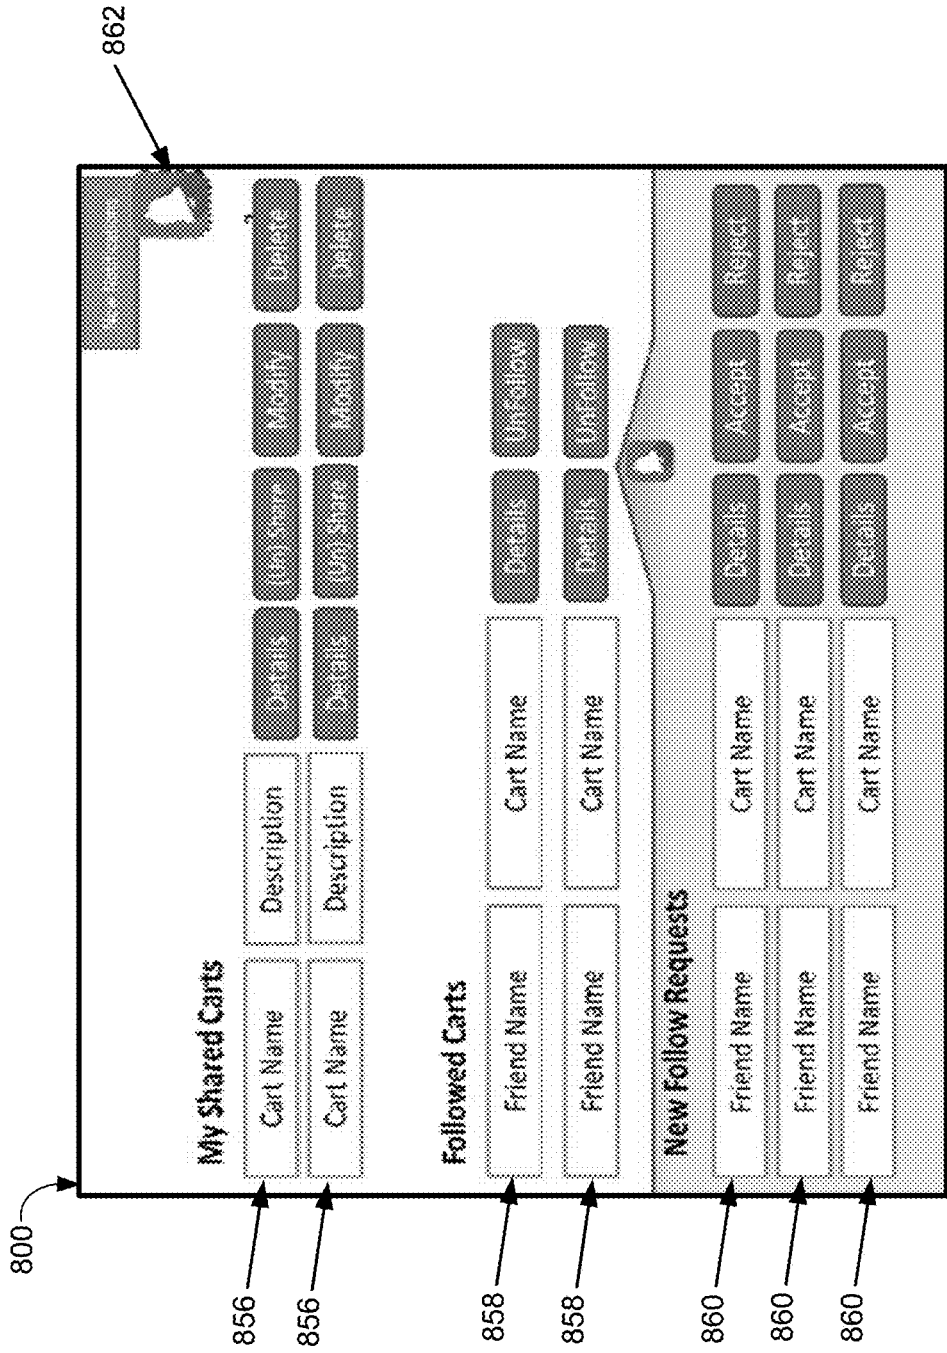 800
862
My Shared Carts
856 Cart Name Description Details (Un) Share Modify Delete
856 Cart Name Description Details (Un) Share Modify Delete
Followed Carts
858 Friend Name Cart Name Details UnFollow
858 Friend Name Cart Name Details UnFollow
New Follow Requests
860 Friend Name Cart Name Details Accept Reject
860 Friend Name Cart Name Details Accept Reject
860 Friend Name Cart Name Details Accept Reject